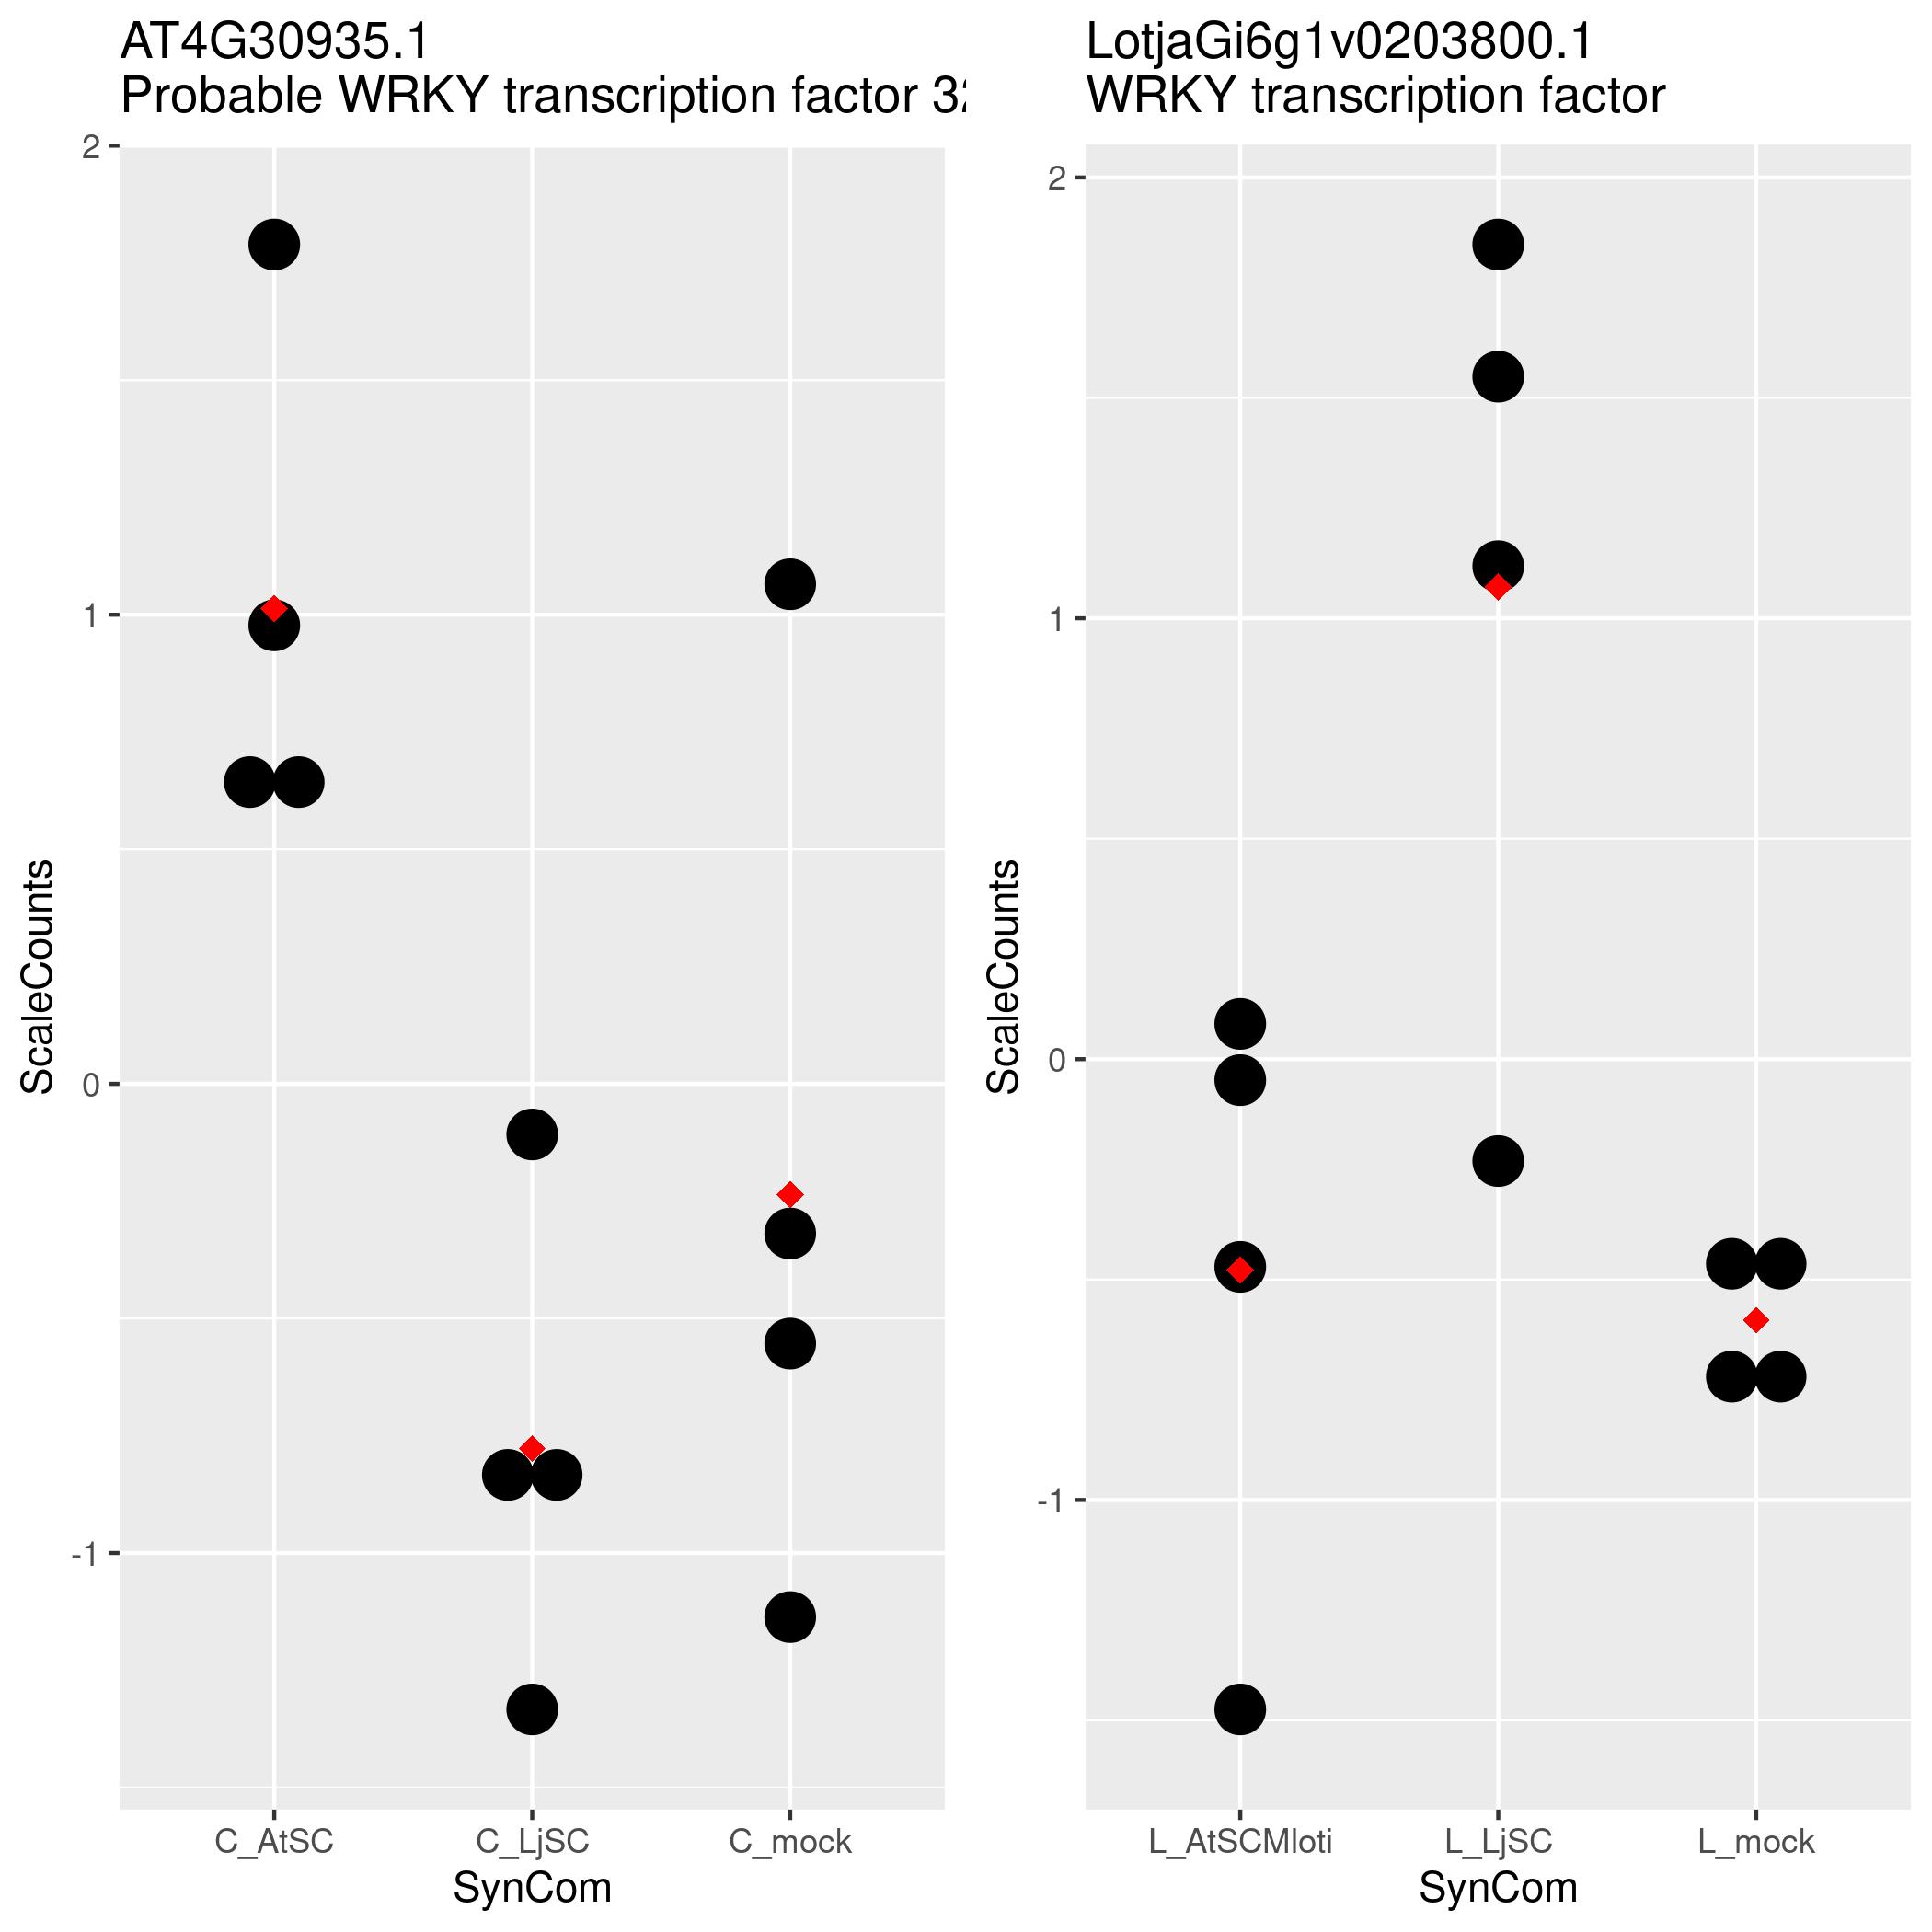 AT4G30935.1
Probable WRKY transcription factor
2
1
0
-1
ScaleCounts
C_AtSC
C_LjSC
C_mock
SynCom
LotjaGi6g1v0203800.1
WRKY transcription factor
2
1
0
-1
ScaleCounts
L_AtSCMloti
L_LjSC
L_mock
SynCom